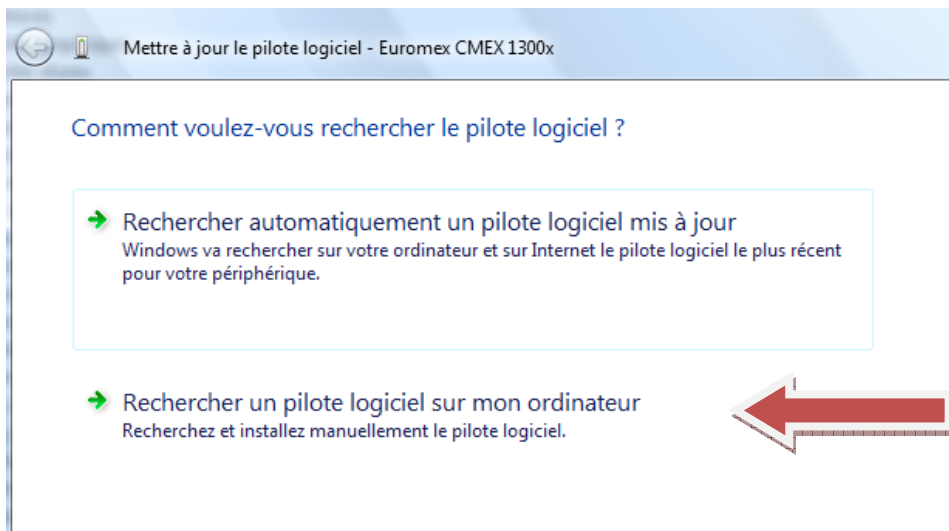 Mettre à jour le pilote logiciel - Euromex CMEX 1300x
Comment voulez-vous rechercher le pilote logiciel ?
Rechercher automatiquement un pilote logiciel mis à jour
Windows va rechercher sur votre ordinateur et sur Internet le pilote logiciel le plus récent
pour votre périphérique.
Rechercher un pilote logiciel sur mon ordinateur
Recherchez et installez manuellement le pilote logiciel.